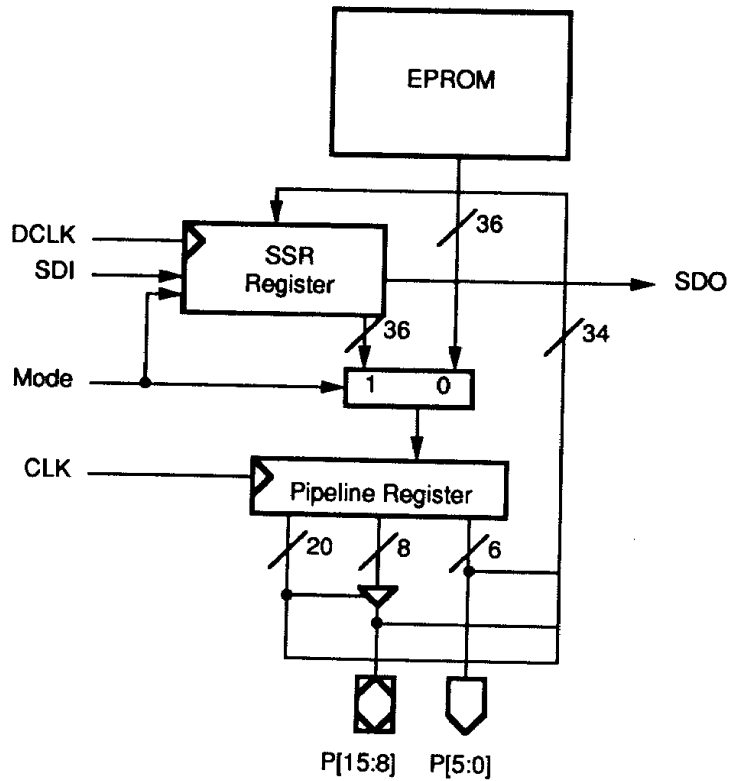 EPROM
36
DCLK
SSR
Register
SDI
SDO
36
34
Mode
1 0
CLK
Pipeline Register
20
8
6
P[15:8]
P[5:0]